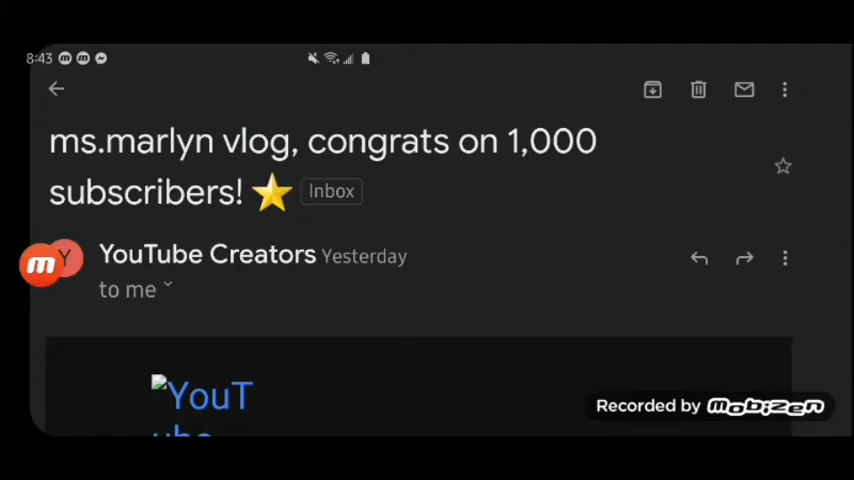 8:43
ms.marlyn vlog, congrats on 1,000
subscribers! ⭐ Inbox
YouTube Creators Yesterday
Y
m
to me
YouT
ube
Recorded by mobizen